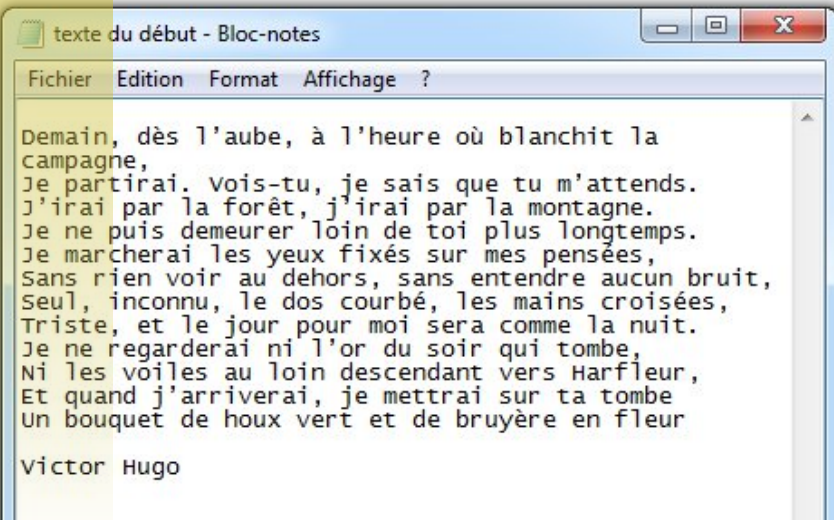 texte du début - Bloc-notes
Fichier Edition Format Affichage ?
Demain, dès l'aube, à l'heure où blanchit la
campagne,
Je partirai. Vois-tu, je sais que tu m'attends.
J'irai par la forêt, j'irai par la montagne.
Je ne puis demeurer loin de toi plus longtemps.
Je marcherai les yeux fixés sur mes pensées,
Sans rien voir au dehors, sans entendre aucun bruit,
Seul, inconnu, le dos courbé, les mains croisées,
Triste, et le jour pour moi sera comme la nuit.
Je ne regarderai ni l'or du soir qui tombe,
Ni les voiles au loin descendant vers Harfleur,
Et quand j'arriverai, je mettrai sur ta tombe
Un bouquet de houx vert et de bruyère en fleur
Victor Hugo